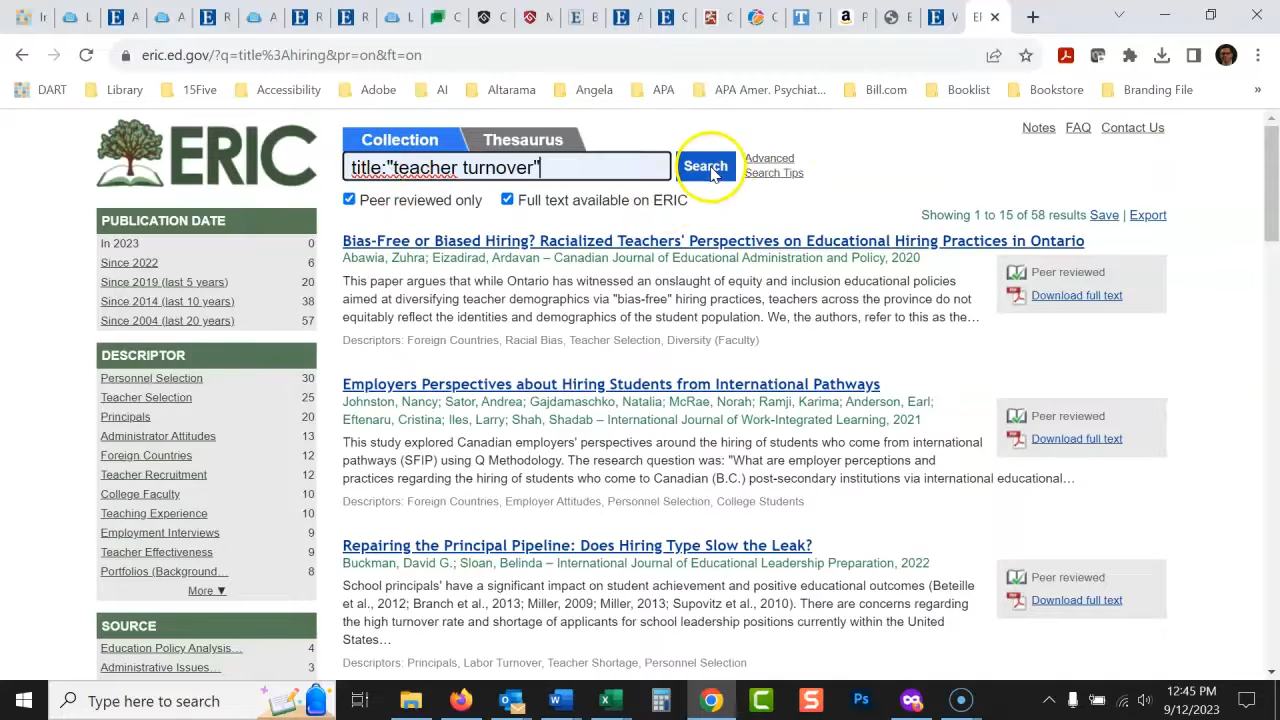 Ir
A
A
E
R
A
E
R
E
R
L
C
C
M
E
B
E
A
E
C
C
C
T
T
A
E
E
V
EI
eric.ed.gov/?q=title%3Ahiring&pr=on&ft=on
DART
Library
15Five
Accessibility
Adobe
AI
Altarama
Angela
APA
APA Amer. Psychiat...
Bill.com
Booklist
Bookstore
Branding File
»
ERIC
Collection
Thesaurus
Notes
FAQ
Contact Us
title:"teacher turnover"
Search
Advanced
Search Tips
Peer reviewed only
Full text available on ERIC
Showing 1 to 15 of 58 results Save | Export
PUBLICATION DATE
In 2023 0
Since 2022 6
Since 2019 (last 5 years) 20
Since 2014 (last 10 years) 38
Since 2004 (last 20 years) 57
DESCRIPTOR
Personnel Selection 30
Teacher Selection 25
Principals 20
Administrator Attitudes 13
Foreign Countries 12
Teacher Recruitment 12
College Faculty 10
Teaching Experience 10
Employment Interviews 9
Teacher Effectiveness 9
Portfolios (Background... 8
More ▼
SOURCE
Education Policy Analysis... 4
Administrative Issues... 3
Bias-Free or Biased Hiring? Racialized Teachers' Perspectives on Educational Hiring Practices in Ontario
Abawia, Zuhra; Eizadirad, Ardavan – Canadian Journal of Educational Administration and Policy, 2020
This paper argues that while Ontario has witnessed an onslaught of equity and inclusion educational policies
aimed at diversifying teacher demographics via "bias-free" hiring practices, teachers across the province do not
equitably reflect the identities and demographics of the student population. We, the authors, refer to this as the…
Descriptors: Foreign Countries, Racial Bias, Teacher Selection, Diversity (Faculty)
Peer reviewed
Download full text
Employers Perspectives about Hiring Students from International Pathways
Johnston, Nancy; Sator, Andrea; Gajdamaschko, Natalia; McRae, Norah; Ramji, Karima; Anderson, Earl;
Eftenaru, Cristina; Iles, Larry; Shah, Shadab – International Journal of Work-Integrated Learning, 2021
This study explored Canadian employers' perspectives around the hiring of students who come from international
pathways (SFIP) using Q Methodology. The research question was: "What are employer perceptions and
practices regarding the hiring of students who come to Canadian (B.C.) post-secondary institutions via international educational…
Descriptors: Foreign Countries, Employer Attitudes, Personnel Selection, College Students
Peer reviewed
Download full text
Repairing the Principal Pipeline: Does Hiring Type Slow the Leak?
Buckman, David G.; Sloan, Belinda – International Journal of Educational Leadership Preparation, 2022
School principals' have a significant impact on student achievement and positive educational outcomes (Beteille
et al., 2012; Branch et al., 2013; Miller, 2009; Miller, 2013; Supovitz et al., 2010). There are concerns regarding
the high turnover rate and shortage of applicants for school leadership positions currently within the United
States…
Descriptors: Principals, Labor Turnover, Teacher Shortage, Personnel Selection
Peer reviewed
Download full text
Type here to search
12:45 PM
9/12/2023